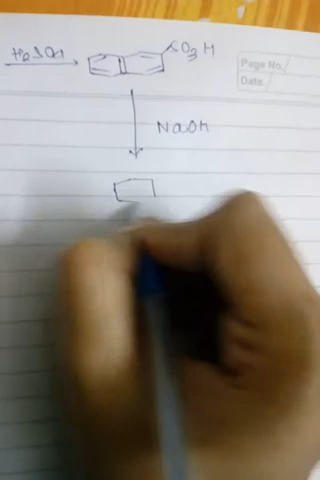 H2SO4
SO3H
Page No.
Date
NaOH